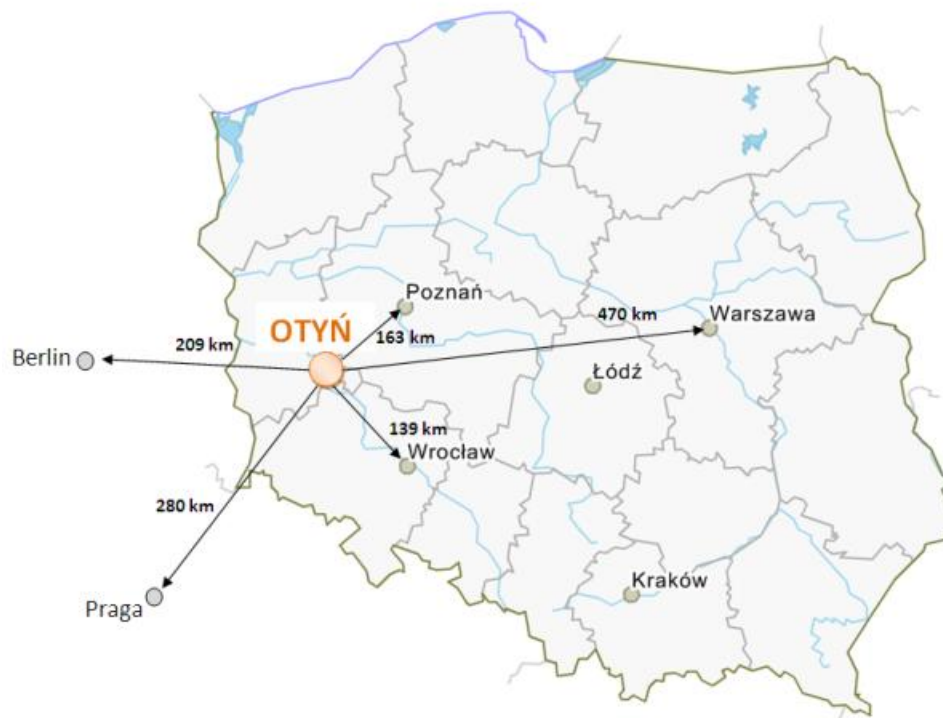 Poznań
470 km
Warszawa
OTYŃ
163 km
209 km
Berlin
Łódź
139 km
Wrocław
280 km
Kraków
Praga